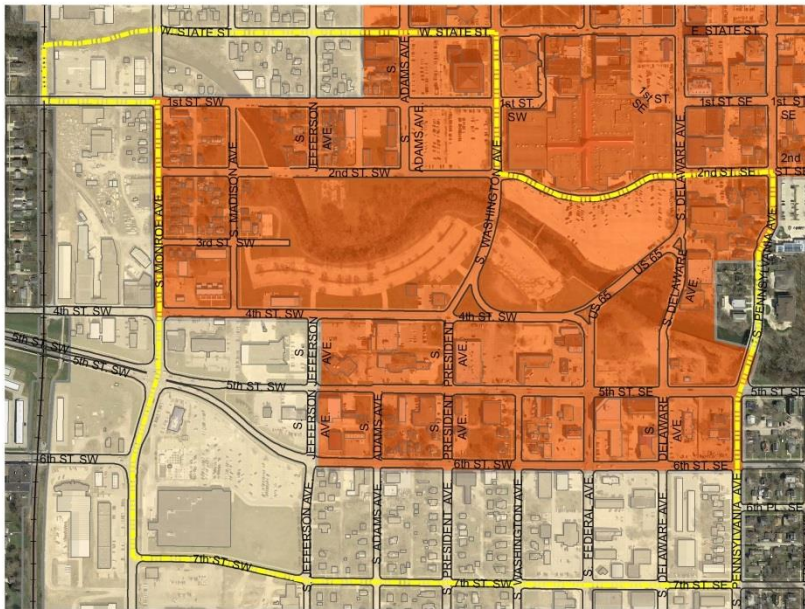 W STATE ST
W STATE ST
E STATE ST
S. ADAMS AVE
1st ST. SW
S. JEFFERSON AVE
S. ADAMS AVE.
1st ST. SW
1st ST. SE
S. DELAWARE AVE
1st ST. SE
1st ST. SE
S. MADISON AVE
2nd ST. SW
S. WASHINGTON AVE
2nd ST. SE
2nd ST. SE
S. MONROE AVE
3rd ST. SW
US 65
US 65
S. DELAWARE AVE.
S. PENNSYLVANIA AVE
4th ST. SW
4th ST. SW
4th ST. SW
5th ST. SW
5th ST. SW
5th ST. SW
S. JEFFERSON AVE.
S. PRESIDENT AVE.
5th ST. SE
5th ST. SE
S. JEFFERSON AVE.
S. ADAMS AVE
S. PRESIDENT AVE
S. DELAWARE AVE.
6th ST. SW
6th ST. SW
6th ST. SE
6th PL. SE
7th ST. SW
S. JEFFERSON AVE
S. ADAMS AVE
S. PRESIDENT AVE
S. WASHINGTON AVE
S. FEDERAL AVE
S. DELAWARE AVE
S. PENNSYLVANIA AVE
7th ST. SW
7th ST. SE